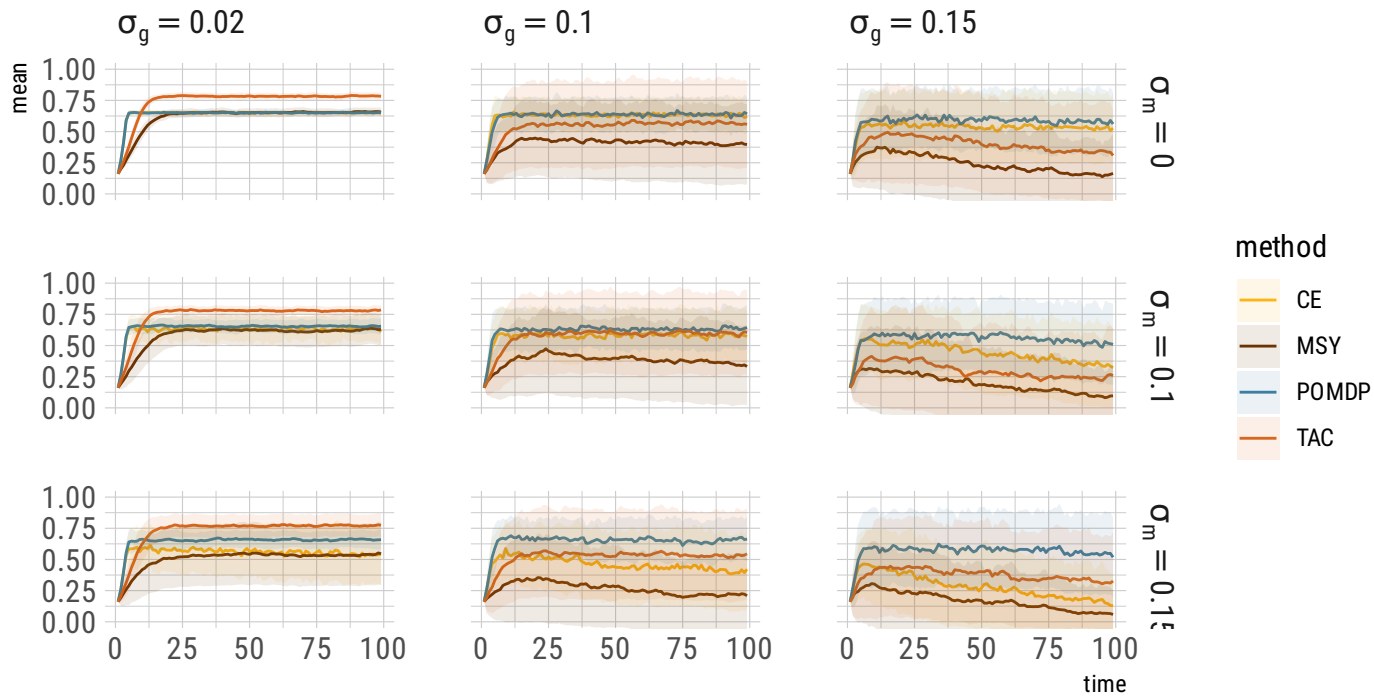 σg = 0.02
σg = 0.1
σg = 0.15
mean
1.00
0.75
0.50
0.25
0.00
σm = 0
1.00
0.75
0.50
0.25
0.00
σm = 0.1
1.00
0.75
0.50
0.25
0.00
σm = 0.15
0 25 50 75 100
0 25 50 75 100
0 25 50 75 100
time
method
CE
MSY
POMDP
TAC